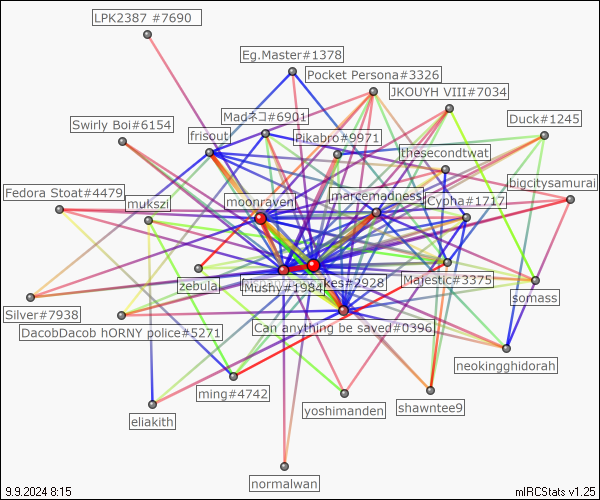 LPK2387 #7690
Eg.Master#1378
Pocket Persona#3326
JKOUYH VIII#7034
Madネコ#6901
Duck#1245
Swirly Boi#6154
frisout
Pikabro#9971
thesecondtwat
bigcitysamurai
Fedora Stoat#4479
mukszi
moonraven
marcemadness
Cypha#1717
zebula
Mushy#1984
kes#2928
Majestic#3375
somass
Silver#7938
DacobDacob hORNY police#5271
Can anything be saved#0396
neokingghidorah
ming#4742
eliakith
yoshimanden
shawntee9
normalwan
9.9.2024 8:15
mIRCStats v1.25